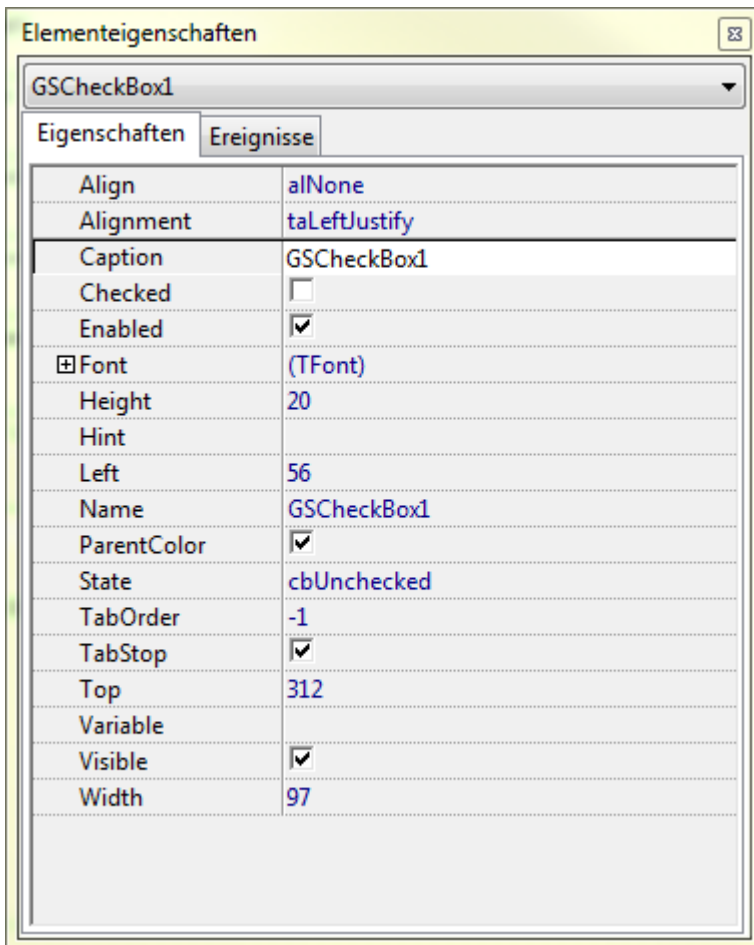 Elementeigenschaften
GSCheckBox1
Eigenschaften Ereignisse
Align alNone
Alignment taLeftJustify
Caption GSCheckBox1
Checked
Enabled
Font (TFont)
Height 20
Hint
Left 56
Name GSCheckBox1
ParentColor
State cbUnchecked
TabOrder -1
TabStop
Top 312
Variable
Visible
Width 97